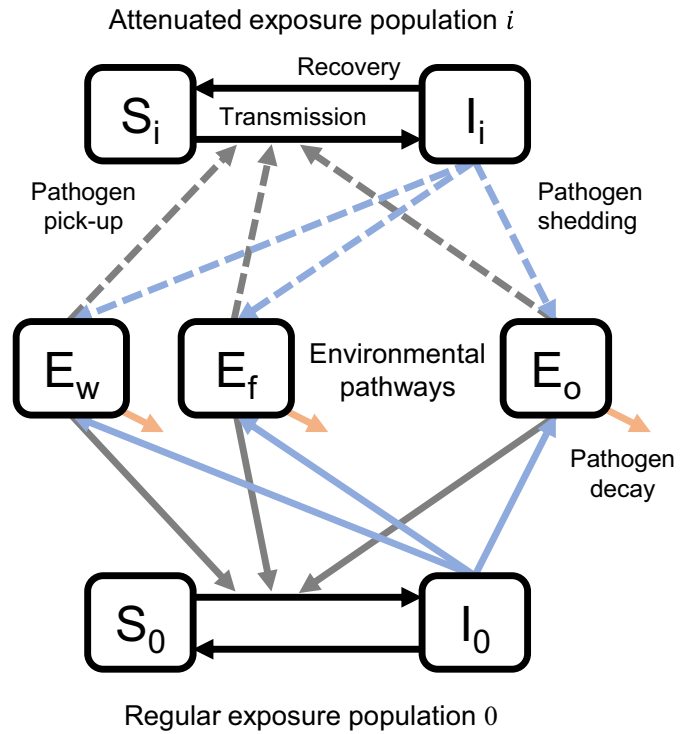 Attenuated exposure population i
Recovery
S_i
I_i
Transmission
Pathogen
pick-up
Pathogen
shedding
E_w
E_f
Environmental
pathways
E_o
Pathogen
decay
S_0
I_0
Regular exposure population 0